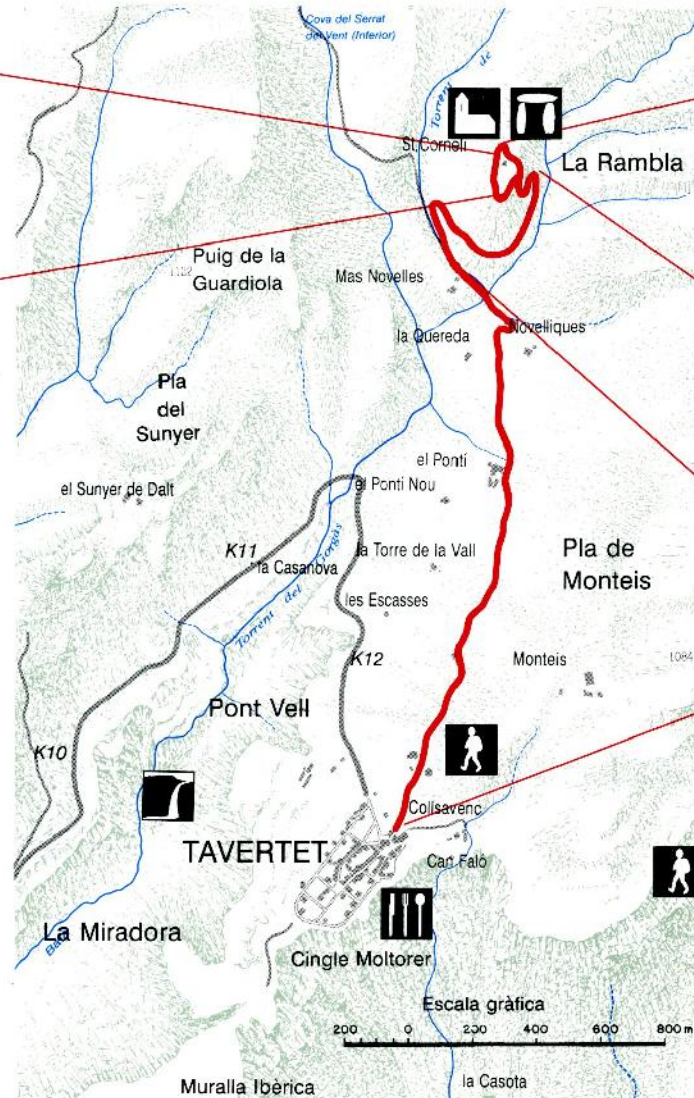 Cova del Serrat
del Vent (Inferior)
Torrent de
St. Corneli
La Rambla
Puig de la
Guardiola
1102
Mas Novelles
la Quereda
Novelliques
Pla
del
Sunyer
el Pontí
el Sunyer de Dalt
el Pontí Nou
K11
la Casanova
la Torre de la Vall
Pla de
Monteis
Torrent del
les Escasses
K12
Monteis
1084
Pont Vell
K10
Colisavenc
TAVERTET
Can Faló
La Miradora
Cingle Moltorer
Escala gràfica
200 0 200 400 600 800 m
Muralla Ibèrica
la Casota